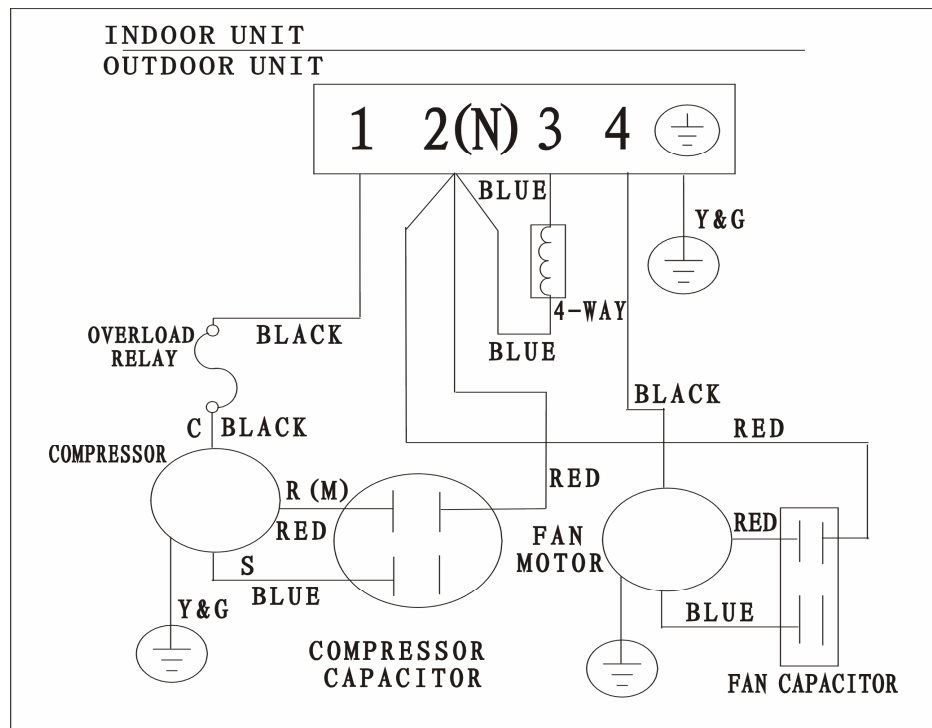 INDOOR UNIT
OUTDOOR UNIT
1 2(N) 3 4
BLUE
Y&G
4-WAY
OVERLOAD
RELAY
BLACK
BLUE
BLACK
C BLACK
RED
COMPRESSOR
R (M)
RED
RED
FAN
MOTOR
RED
S
BLUE
Y&G
BLUE
COMPRESSOR
CAPACITOR
FAN CAPACITOR